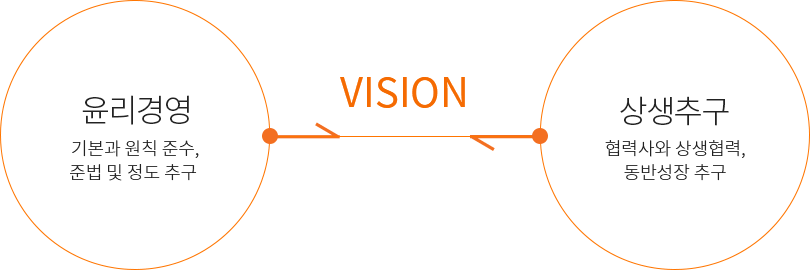 윤리경영
기본과 원칙 준수,
준법 및 정도 추구
VISION
상생추구
협력사와 상생협력,
동반성장 추구